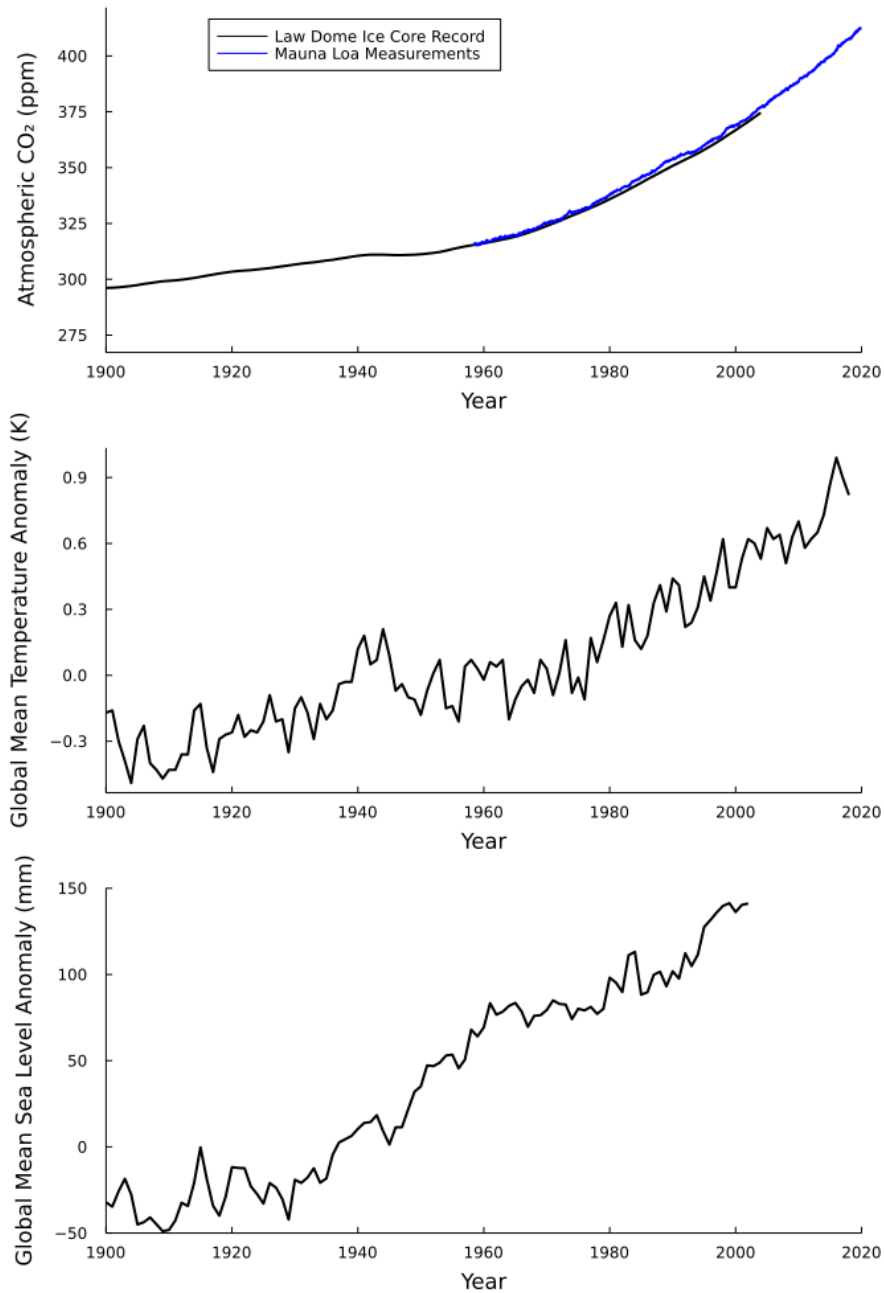 Law Dome Ice Core Record
Mauna Loa Measurements
Atmospheric CO₂ (ppm)
400
375
350
325
300
275
1900 1920 1940 1960 1980 2000 2020
Year
Global Mean Temperature Anomaly (K)
0.9
0.6
0.3
0.0
−0.3
1900 1920 1940 1960 1980 2000 2020
Year
Global Mean Sea Level Anomaly (mm)
150
100
50
0
−50
1900 1920 1940 1960 1980 2000 2020
Year